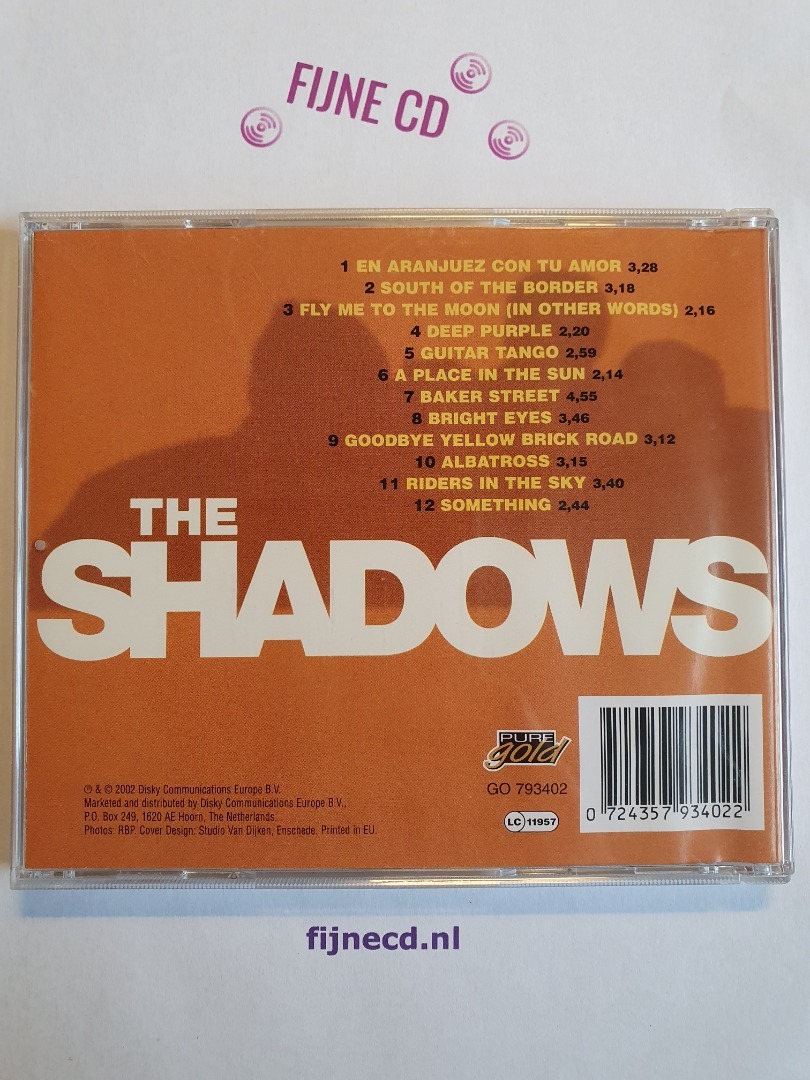 FIJNE CD
1 EN ARANJUEZ CON TU AMOR 3,28
2 SOUTH OF THE BORDER 3,18
3 FLY ME TO THE MOON (IN OTHER WORDS) 2,16
4 DEEP PURPLE 2,20
5 GUITAR TANGO 2,59
6 A PLACE IN THE SUN 2,14
7 BAKER STREET 4,55
8 BRIGHT EYES 3,46
9 GOODBYE YELLOW BRICK ROAD 3,12
10 ALBATROSS 3,15
11 RIDERS IN THE SKY 3,40
12 SOMETHING 2,44
THE
SHADOWS
PURE
gold
GO 793402
LC 11957
0 724357 934022
℗ & © 2002 Disky Communications Europe B.V.
Marketed and distributed by Disky Communications Europe B.V.,
P.O. Box 249, 1620 AE Hoorn, The Netherlands.
Photos: RBP. Cover Design: Studio Van Dijken, Enschede. Printed in EU.
fijnecd.nl